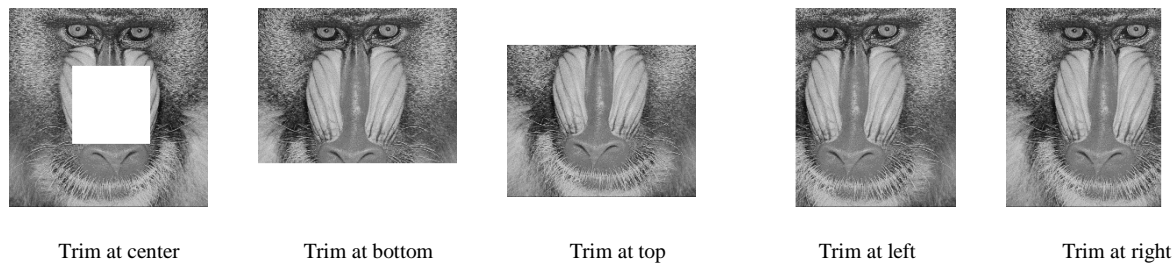 Trim at center
Trim at bottom
Trim at top
Trim at left
Trim at right